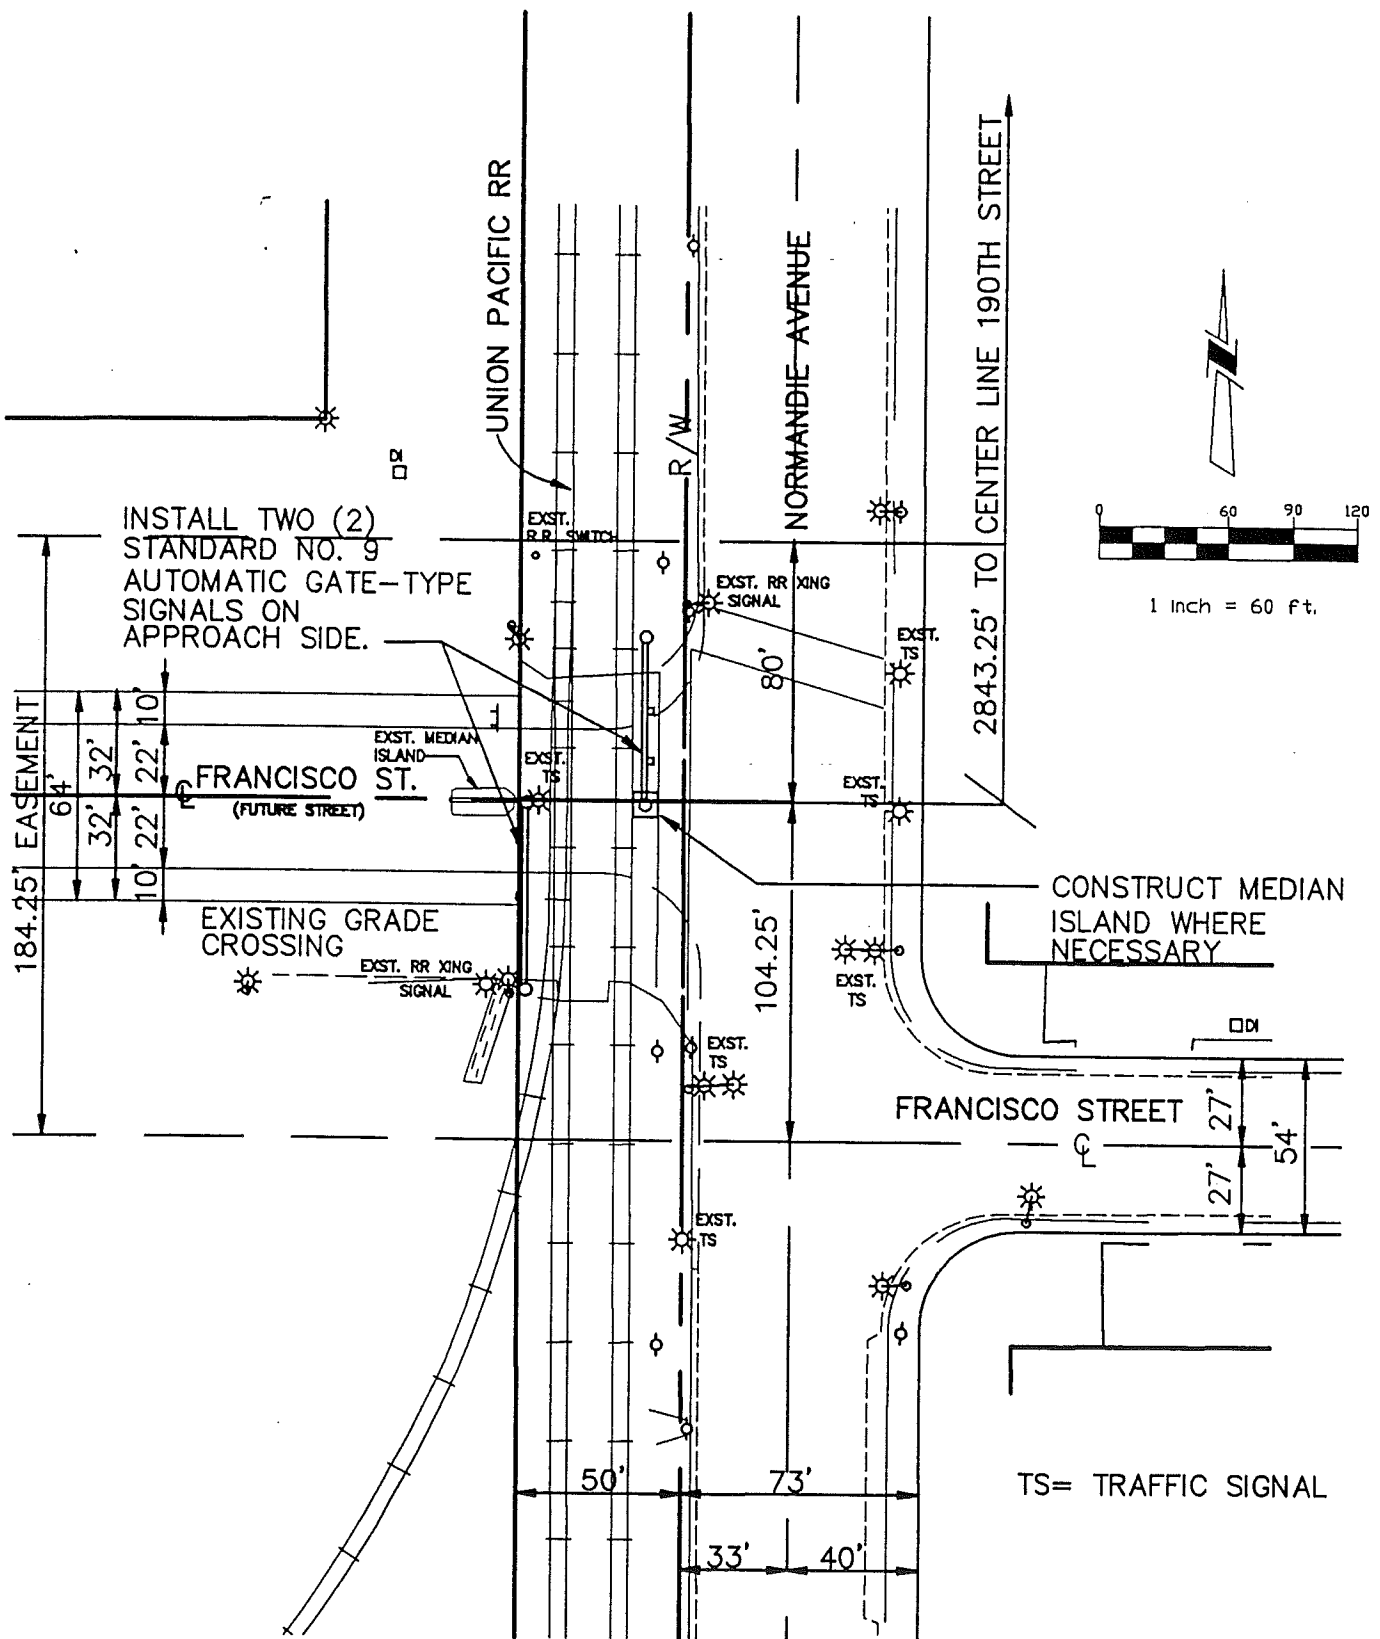 UNION PACIFIC RR
R/W
NORMANDIE AVENUE
2843.25' TO CENTER LINE 190TH STREET
DI
0 60 90 120
1 Inch = 60 ft.
INSTALL TWO (2)
STANDARD NO. 9
AUTOMATIC GATE-TYPE
SIGNALS ON
APPROACH SIDE.
EXST.
R.R. SWITCH
EXST. RR XING
SIGNAL
EXST.
TS
80'
184.25' EASEMENT
64'
32'
32'
10'
22'
22'
10'
EXST. MEDIAN
ISLAND
EXST.
TS
EXST.
TS
FRANCISCO ST.
(FUTURE STREET)
CL
CONSTRUCT MEDIAN
ISLAND WHERE
NECESSARY
EXISTING GRADE
CROSSING
EXST. RR XING
SIGNAL
104.25'
EXST.
TS
EXST.
TS
DI
FRANCISCO STREET
CL
27'
27'
54'
EXST.
TS
50'
73'
33'
40'
TS= TRAFFIC SIGNAL